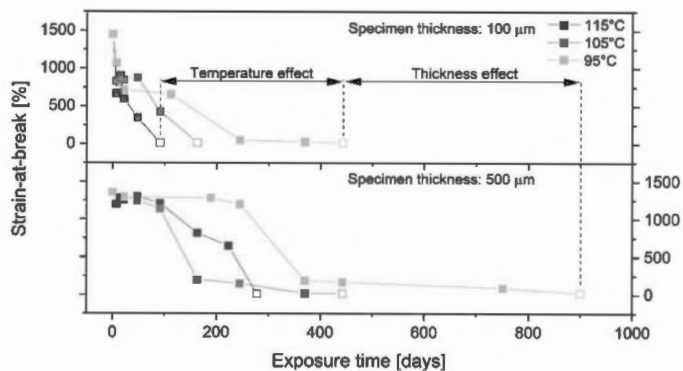 Specimen thickness: 100 µm
115°C
105°C
95°C
1500
1000
500
0
Temperature effect
Thickness effect
Strain-at-break [%]
Specimen thickness: 500 µm
1500
1000
500
0
0 200 400 600 800 1000
Exposure time [days]